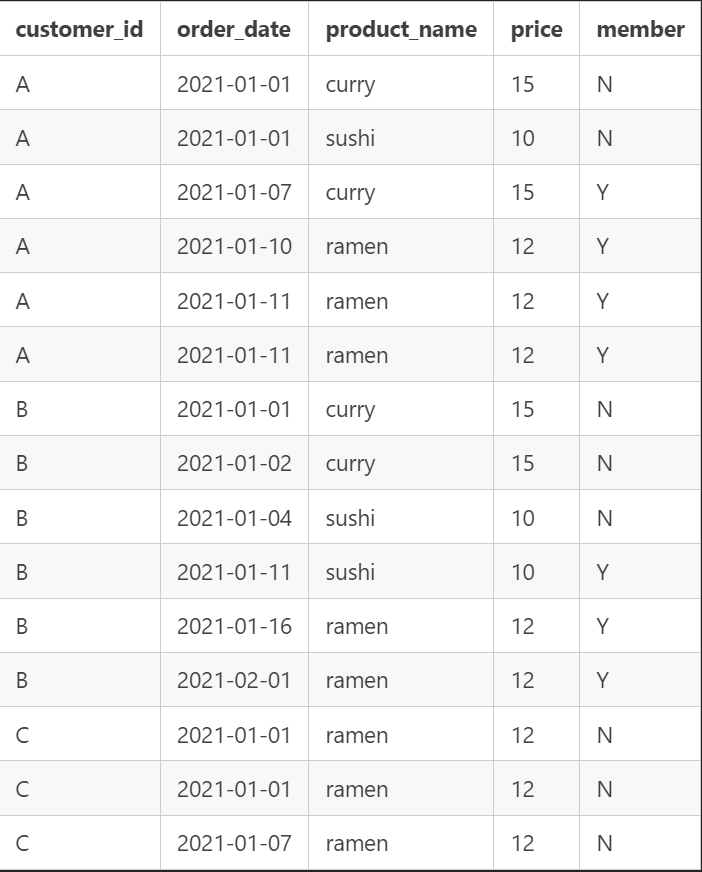 customer_id order_date product_name price member
A 2021-01-01 curry 15 N
A 2021-01-01 sushi 10 N
A 2021-01-07 curry 15 Y
A 2021-01-10 ramen 12 Y
A 2021-01-11 ramen 12 Y
A 2021-01-11 ramen 12 Y
B 2021-01-01 curry 15 N
B 2021-01-02 curry 15 N
B 2021-01-04 sushi 10 N
B 2021-01-11 sushi 10 Y
B 2021-01-16 ramen 12 Y
B 2021-02-01 ramen 12 Y
C 2021-01-01 ramen 12 N
C 2021-01-01 ramen 12 N
C 2021-01-07 ramen 12 N